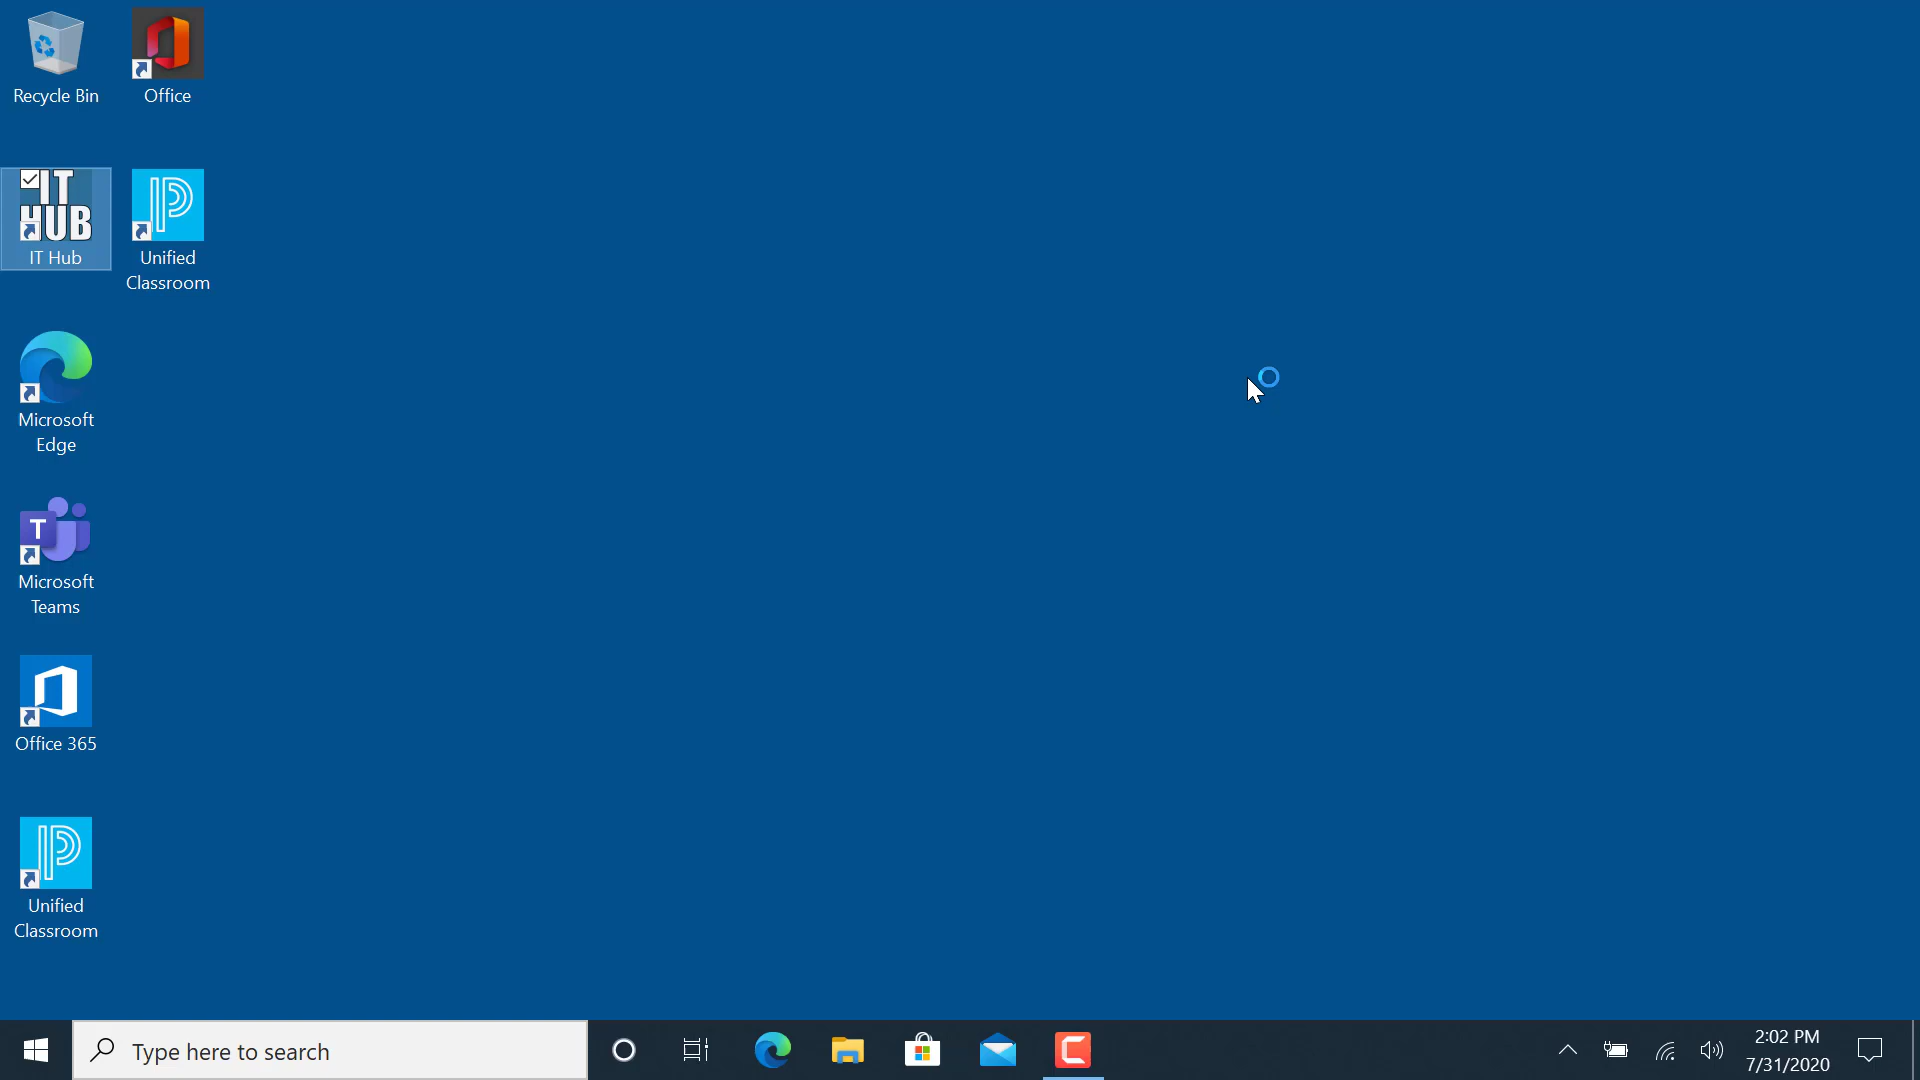 Recycle Bin
Office
IT
HUB
IT Hub
Unified
Classroom
Microsoft
Edge
T
Microsoft
Teams
Office 365
Unified
Classroom
Type here to search
2:02 PM
7/31/2020